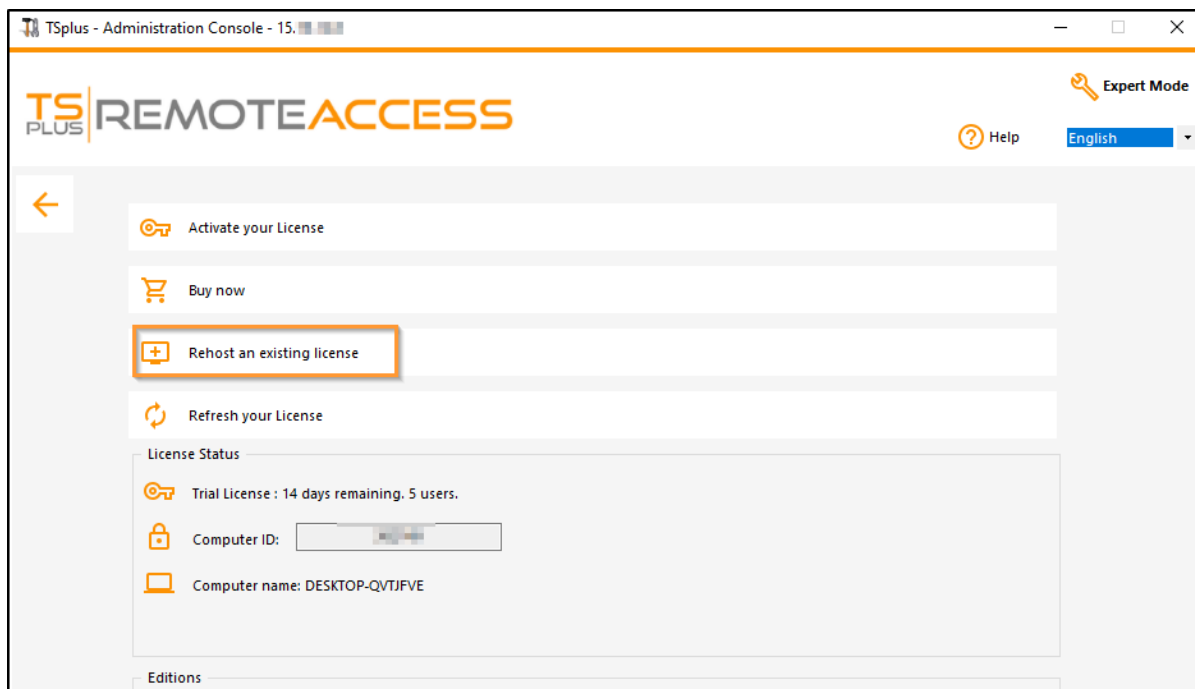 TSplus - Administration Console - 15.
Expert Mode
TS PLUS REMOTEACCESS
Help
English
Activate your License
Buy now
Rehost an existing license
Refresh your License
License Status
Trial License : 14 days remaining. 5 users.
Computer ID:
Computer name: DESKTOP-QVTJFVE
Editions